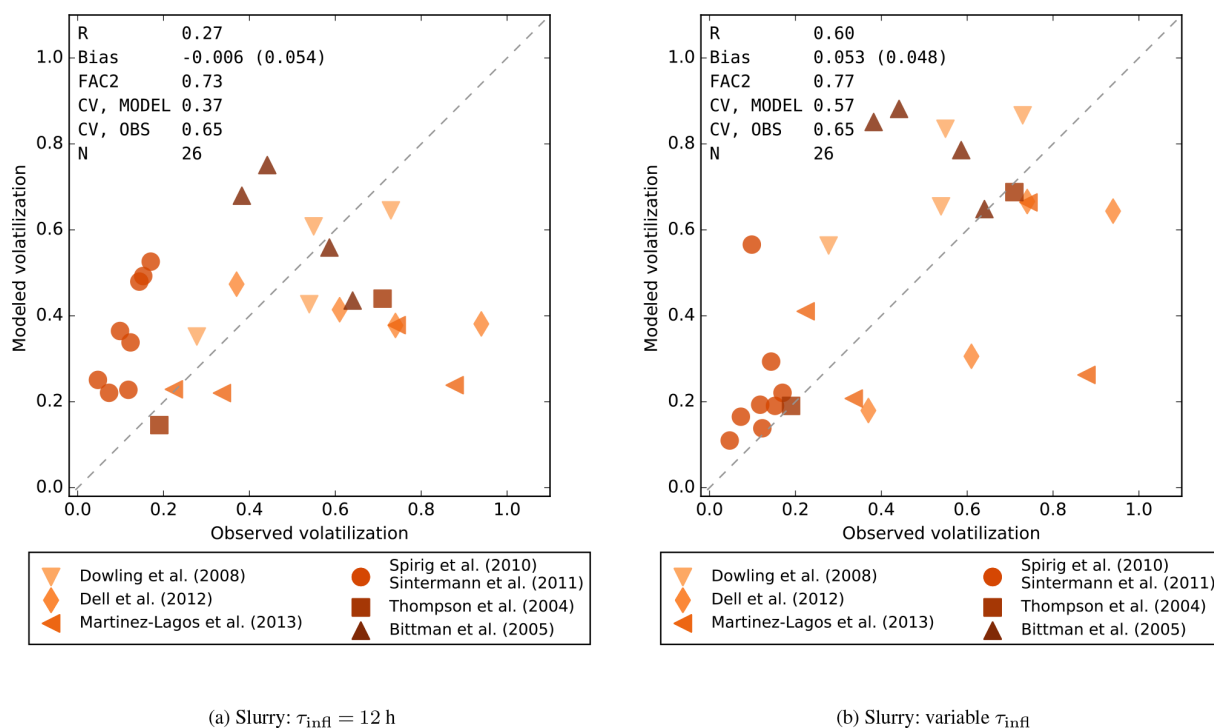 R 0.27
Bias -0.006 (0.054)
FAC2 0.73
CV, MODEL 0.37
CV, OBS 0.65
N 26
1.0
0.8
0.6
0.4
0.2
0.0
Modeled volatilization
0.0 0.2 0.4 0.6 0.8 1.0
Observed volatilization
Dowling et al. (2008)
Dell et al. (2012)
Martinez-Lagos et al. (2013)
Spirig et al. (2010)
Sintermann et al. (2011)
Thompson et al. (2004)
Bittman et al. (2005)
(a) Slurry: τinfl = 12 h
R 0.60
Bias 0.053 (0.048)
FAC2 0.77
CV, MODEL 0.57
CV, OBS 0.65
N 26
1.0
0.8
0.6
0.4
0.2
0.0
Modeled volatilization
0.0 0.2 0.4 0.6 0.8 1.0
Observed volatilization
Dowling et al. (2008)
Dell et al. (2012)
Martinez-Lagos et al. (2013)
Spirig et al. (2010)
Sintermann et al. (2011)
Thompson et al. (2004)
Bittman et al. (2005)
(b) Slurry: variable τinfl